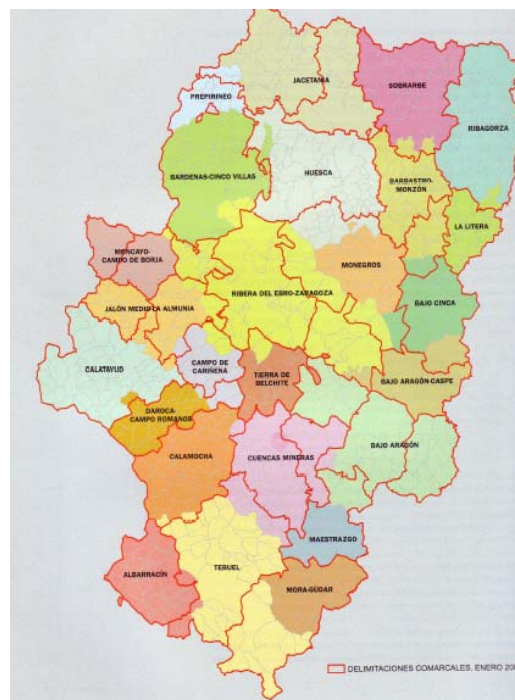 JACETANIA
SOBRARBE
PREPIRINEO
RIBAGORZA
BARDENAS-CINCO VILLAS
HUESCA
BARBASTRO-
MONZÓN
LA LITERA
MONCAYO-
CAMPO DE BORJA
MONEGROS
RIBERA DEL EBRO-ZARAGOZA
BAJO CINCA
JALÓN MEDIO-LA ALMUNIA
CALATAYUD
CAMPO DE
CARIÑENA
TIERRA DE
BELCHITE
BAJO ARAGÓN-CASPE
DAROCA-
CAMPO ROMANOS
CALAMOCHA
CUENCAS MINERAS
BAJO ARAGÓN
MAESTRAZGO
TERUEL
ALBARRACÍN
MORA-GÚDAR
DELIMITACIONES COMARCALES, ENERO 200